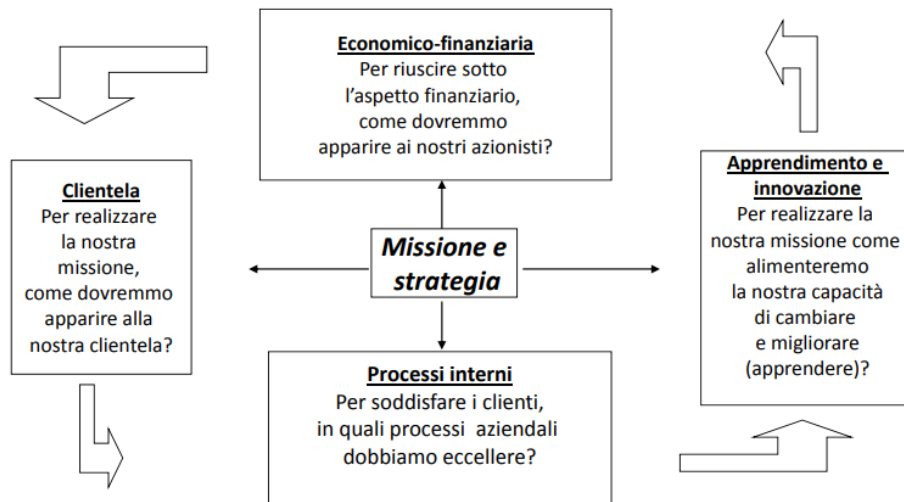 Economico-finanziaria
Per riuscire sotto
l’aspetto finanziario,
come dovremmo
apparire ai nostri azionisti?
Clientela
Per realizzare
la nostra
missione,
come dovremmo
apparire alla
nostra clientela?
Missione e
strategia
Apprendimento e
innovazione
Per realizzare la
nostra missione come
alimenteremo
la nostra capacità
di cambiare
e migliorare
(apprendere)?
Processi interni
Per soddisfare i clienti,
in quali processi aziendali
dobbiamo eccellere?